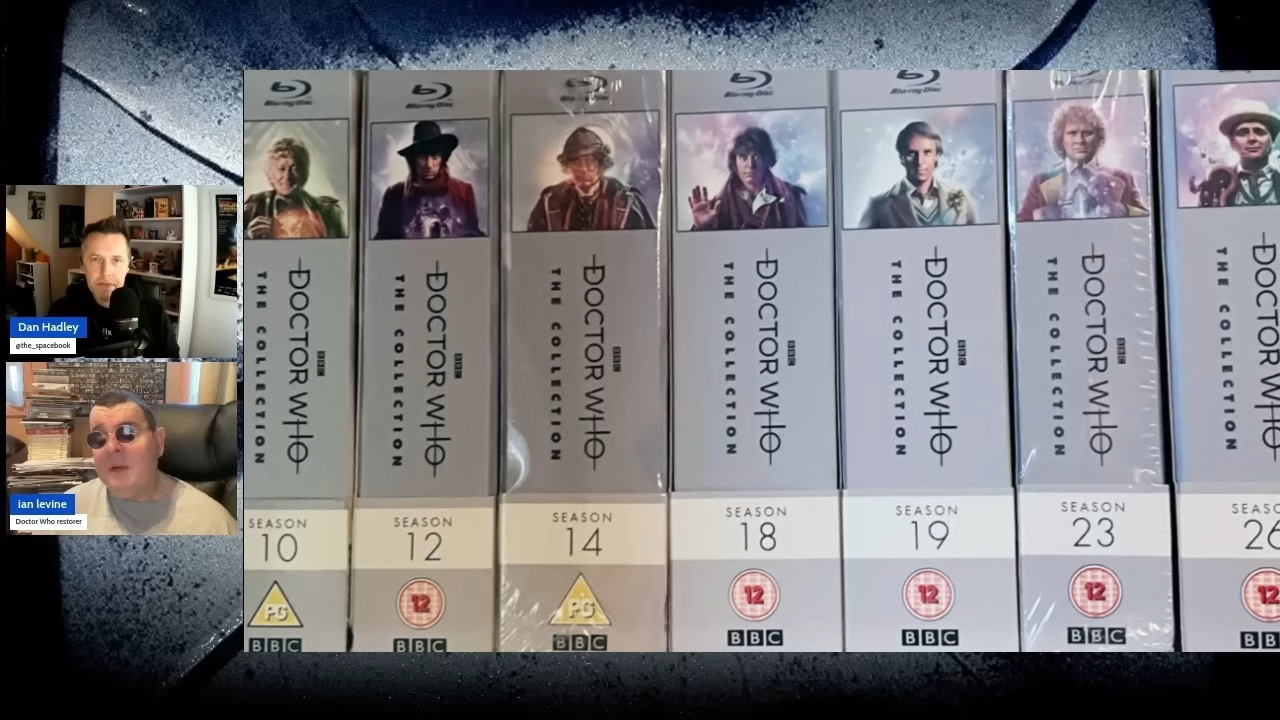 Dan Hadley
@the_spacebook
ian levine
Doctor Who restorer
Blu-ray Disc
DOCTOR WHO
BBC
THE COLLECTION
SEASON
10
PG
BBC
Blu-ray Disc
DOCTOR WHO
BBC
THE COLLECTION
SEASON
12
12
BBC
DOCTOR WHO
BBC
THE COLLECTION
SEASON
14
PG
BBC
Blu-ray Disc
DOCTOR WHO
BBC
THE COLLECTION
SEASON
18
12
BBC
Blu-ray Disc
DOCTOR WHO
BBC
THE COLLECTION
SEASON
19
12
BBC
DOCTOR WHO
BBC
THE COLLECTION
SEASON
23
12
BBC
DOCTOR WHO
THE COLLECTION
SEASON
26
12